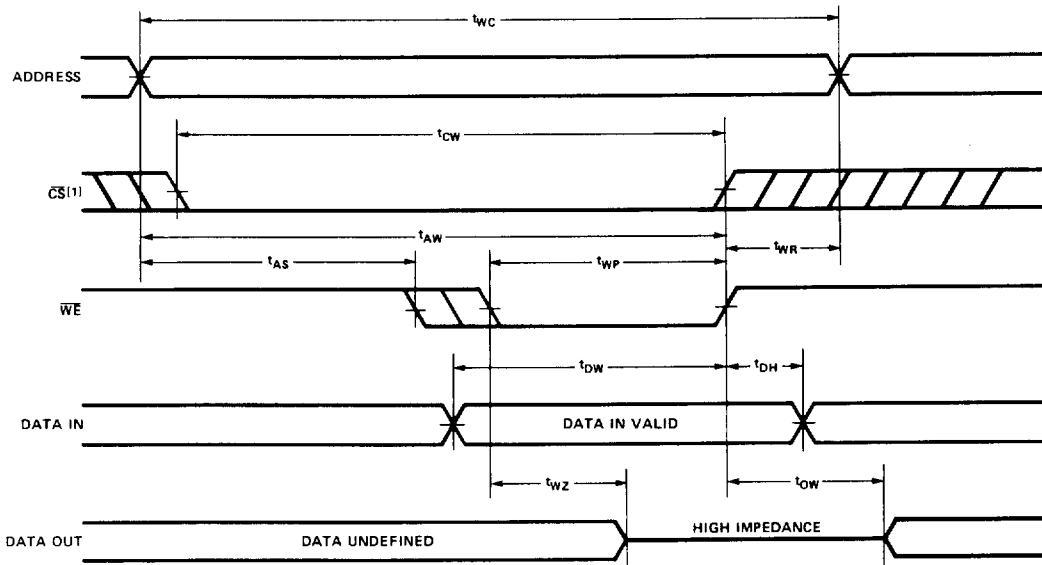 tWC
ADDRESS
tCW
CS(1)
tAW
tAS
tWP
tWR
WE
tDW
tDH
DATA IN
DATA IN VALID
tWZ
tOW
DATA OUT
DATA UNDEFINED
HIGH IMPEDANCE